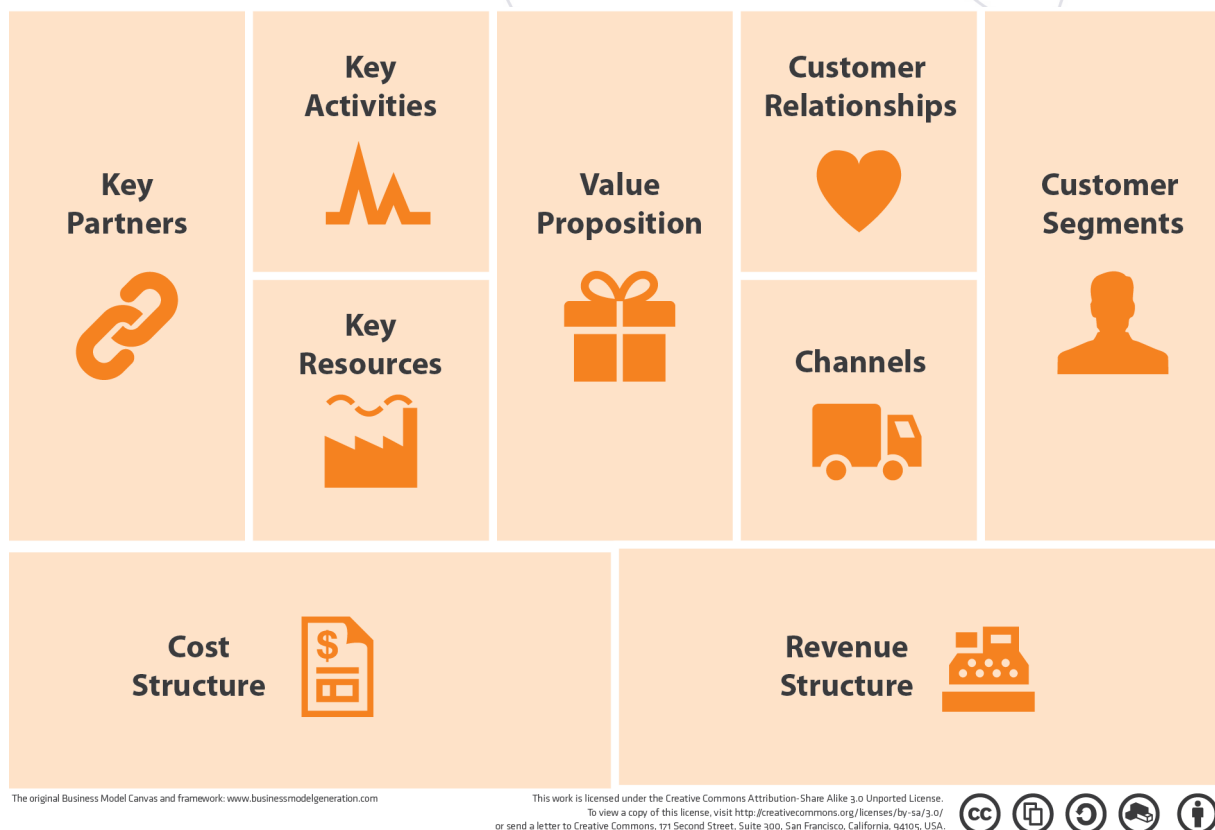 Key
Partners
Key
Activities
Key
Resources
Value
Proposition
Customer
Relationships
Channels
Customer
Segments
Cost
Structure
$
Revenue
Structure
The original Business Model Canvas and framework: www.businessmodelgeneration.com
This work is licensed under the Creative Commons Attribution-Share Alike 3.0 Unported License.
To view a copy of this license, visit http://creativecommons.org/licenses/by-sa/3.0/
or send a letter to Creative Commons, 171 Second Street, Suite 300, San Francisco, California, 94105, USA.
cc